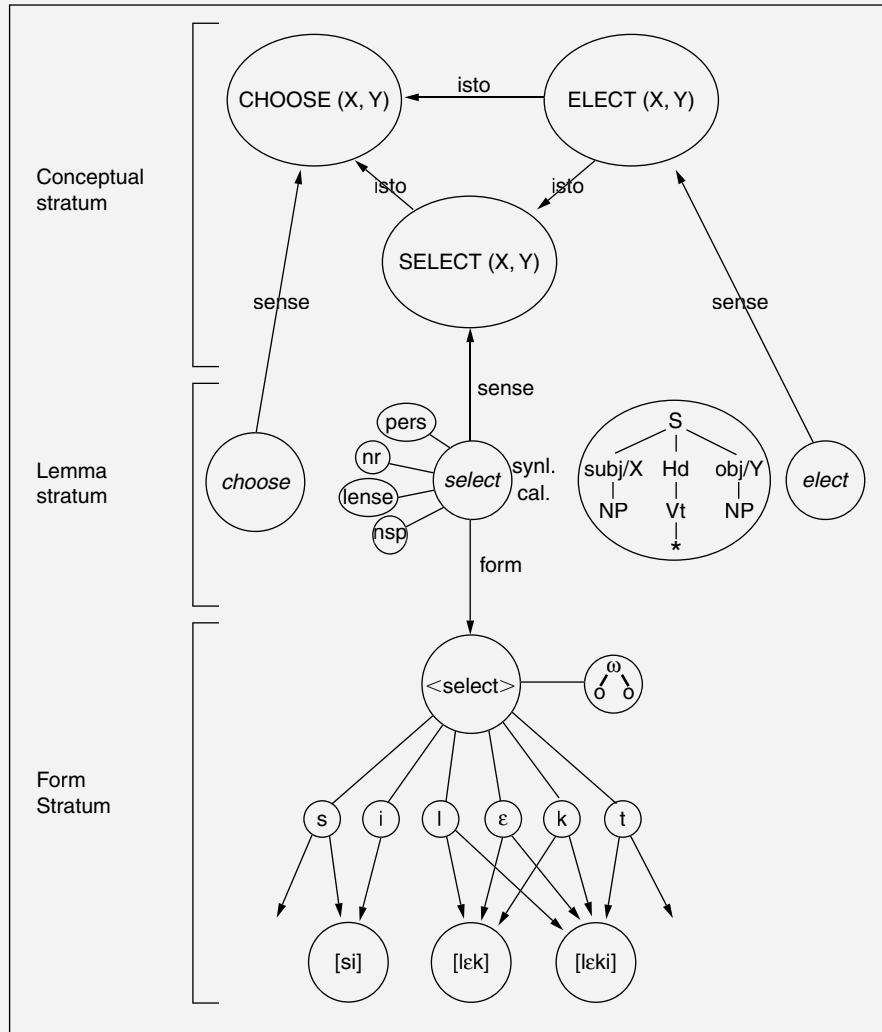 CHOOSE (X, Y)
isto
ELECT (X, Y)
Conceptual
stratum
isto
isto
SELECT (X, Y)
sense
sense
sense
Lemma
stratum
choose
pers
nr
lense
nsp
select
synl.
cal.
S
subj/X Hd obj/Y
NP Vt NP
*
elect
form
<select>
ω
o o
Form
Stratum
s i l ε k t
[si] [lεk] [lεki]